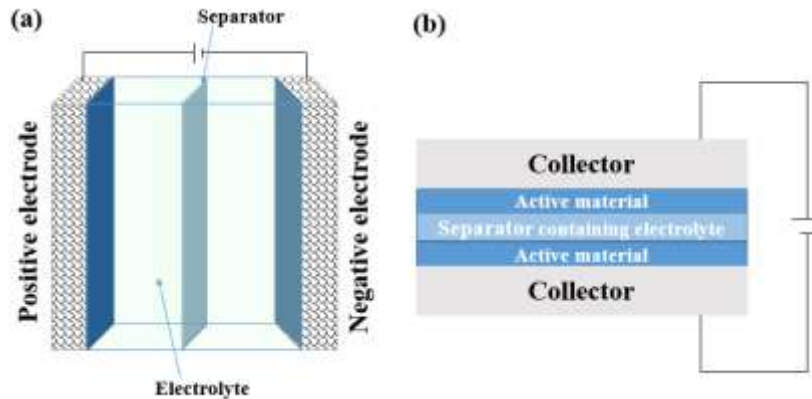 (a)
Separator
Positive electrode
Negative electrode
Electrolyte
(b)
Collector
Active material
Separator containing electrolyte
Active material
Collector